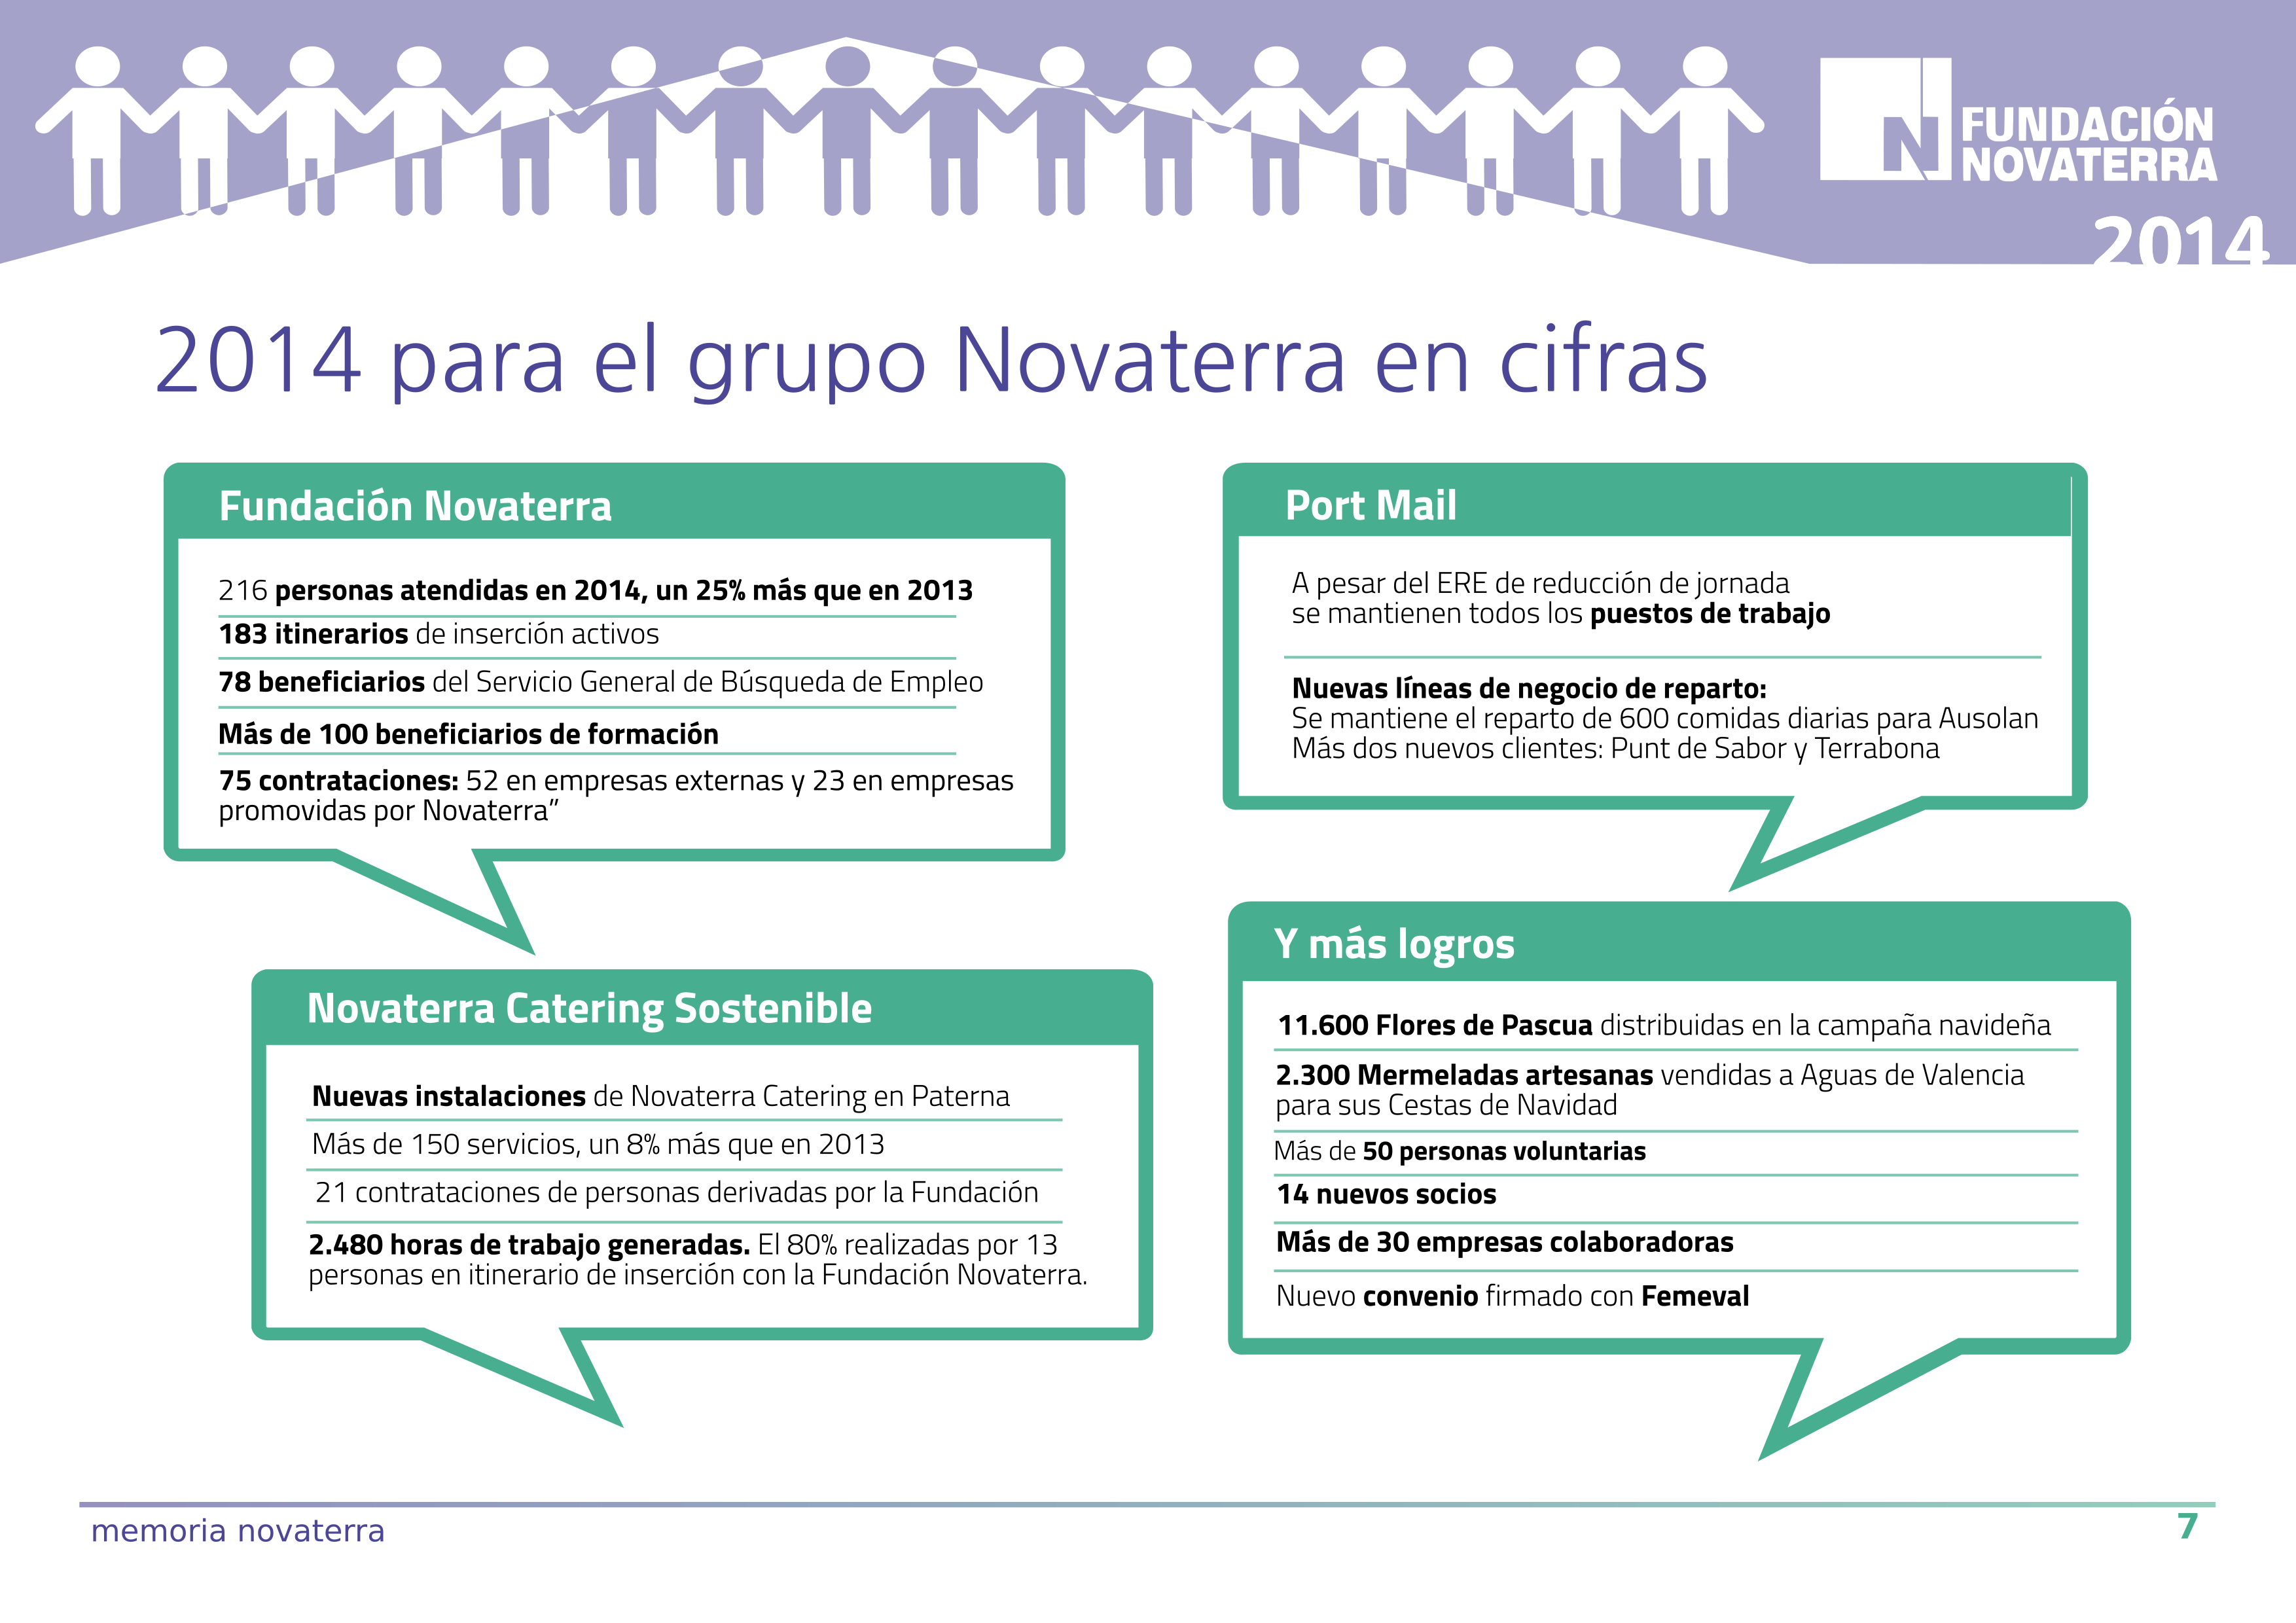 FUNDACIÓN
NOVATERRA
2014
2014 para el grupo Novaterra en cifras
Fundación Novaterra
216 personas atendidas en 2014, un 25% más que en 2013
183 itinerarios de inserción activos
78 beneficiarios del Servicio General de Búsqueda de Empleo
Más de 100 beneficiarios de formación
75 contrataciones: 52 en empresas externas y 23 en empresas
promovidas por Novaterra”
Port Mail
A pesar del ERE de reducción de jornada
se mantienen todos los puestos de trabajo
Nuevas líneas de negocio de reparto:
Se mantiene el reparto de 600 comidas diarias para Ausolan
Más dos nuevos clientes: Punt de Sabor y Terrabona
Novaterra Catering Sostenible
Nuevas instalaciones de Novaterra Catering en Paterna
Más de 150 servicios, un 8% más que en 2013
21 contrataciones de personas derivadas por la Fundación
2.480 horas de trabajo generadas. El 80% realizadas por 13
personas en itinerario de inserción con la Fundación Novaterra.
Y más logros
11.600 Flores de Pascua distribuidas en la campaña navideña
2.300 Mermeladas artesanas vendidas a Aguas de Valencia
para sus Cestas de Navidad
Más de 50 personas voluntarias
14 nuevos socios
Más de 30 empresas colaboradoras
Nuevo convenio firmado con Femeval
memoria novaterra
7